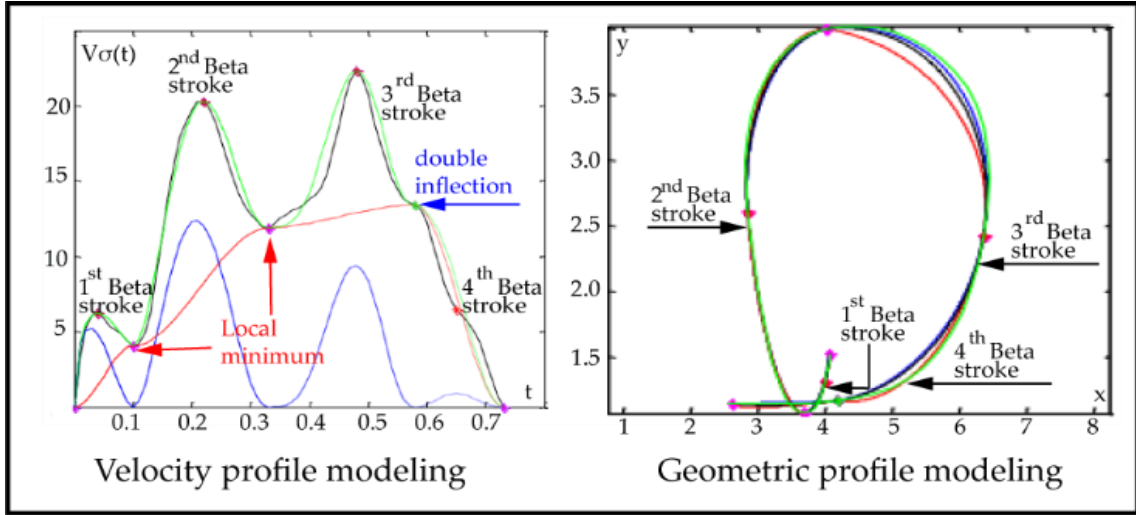 Vσ(t)
20
15
10
5
2nd Beta
stroke
3rd Beta
stroke
double
inflection
1st Beta
stroke
Local
minimum
4th Beta
stroke
t
0.1
0.2
0.3
0.4
0.5
0.6
0.7
Velocity profile modeling
y
3.5
3.0
2.5
2.0
1.5
2nd Beta
stroke
3rd Beta
stroke
1st Beta
stroke
4th Beta
stroke
x
1
2
3
4
5
6
7
8
Geometric profile modeling